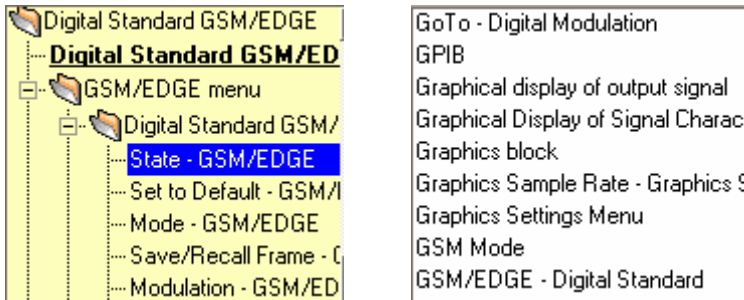 Digital Standard GSM/EDGE
Digital Standard GSM/ED
GSM/EDGE menu
Digital Standard GSM/
State - GSM/EDGE
Set to Default - GSM/
Mode - GSM/EDGE
Save/Recall Frame -
Modulation - GSM/ED
GoTo - Digital Modulation
GPIB
Graphical display of output signal
Graphical Display of Signal Charac
Graphics block
Graphics Sample Rate - Graphics S
Graphics Settings Menu
GSM Mode
GSM/EDGE - Digital Standard